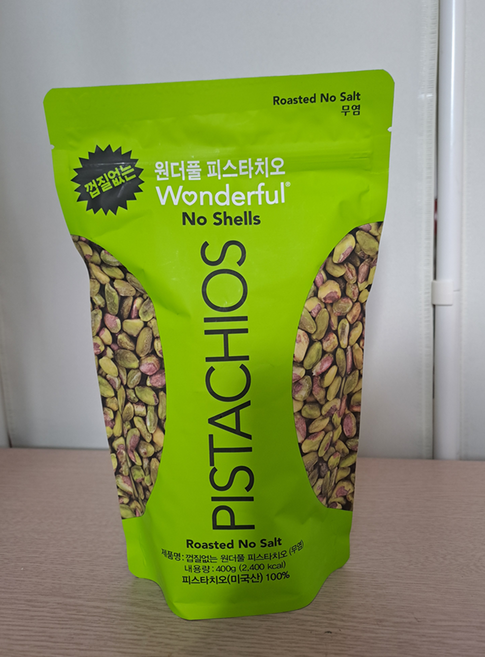 Roasted No Salt
무염
껍질없는
원더풀 피스타치오
Wonderful®
No Shells
PISTACHIOS
Roasted No Salt
제품명: 껍질없는 원더풀 피스타치오 (무염)
내용량: 400g (2,400 kcal)
피스타치오(미국산) 100%